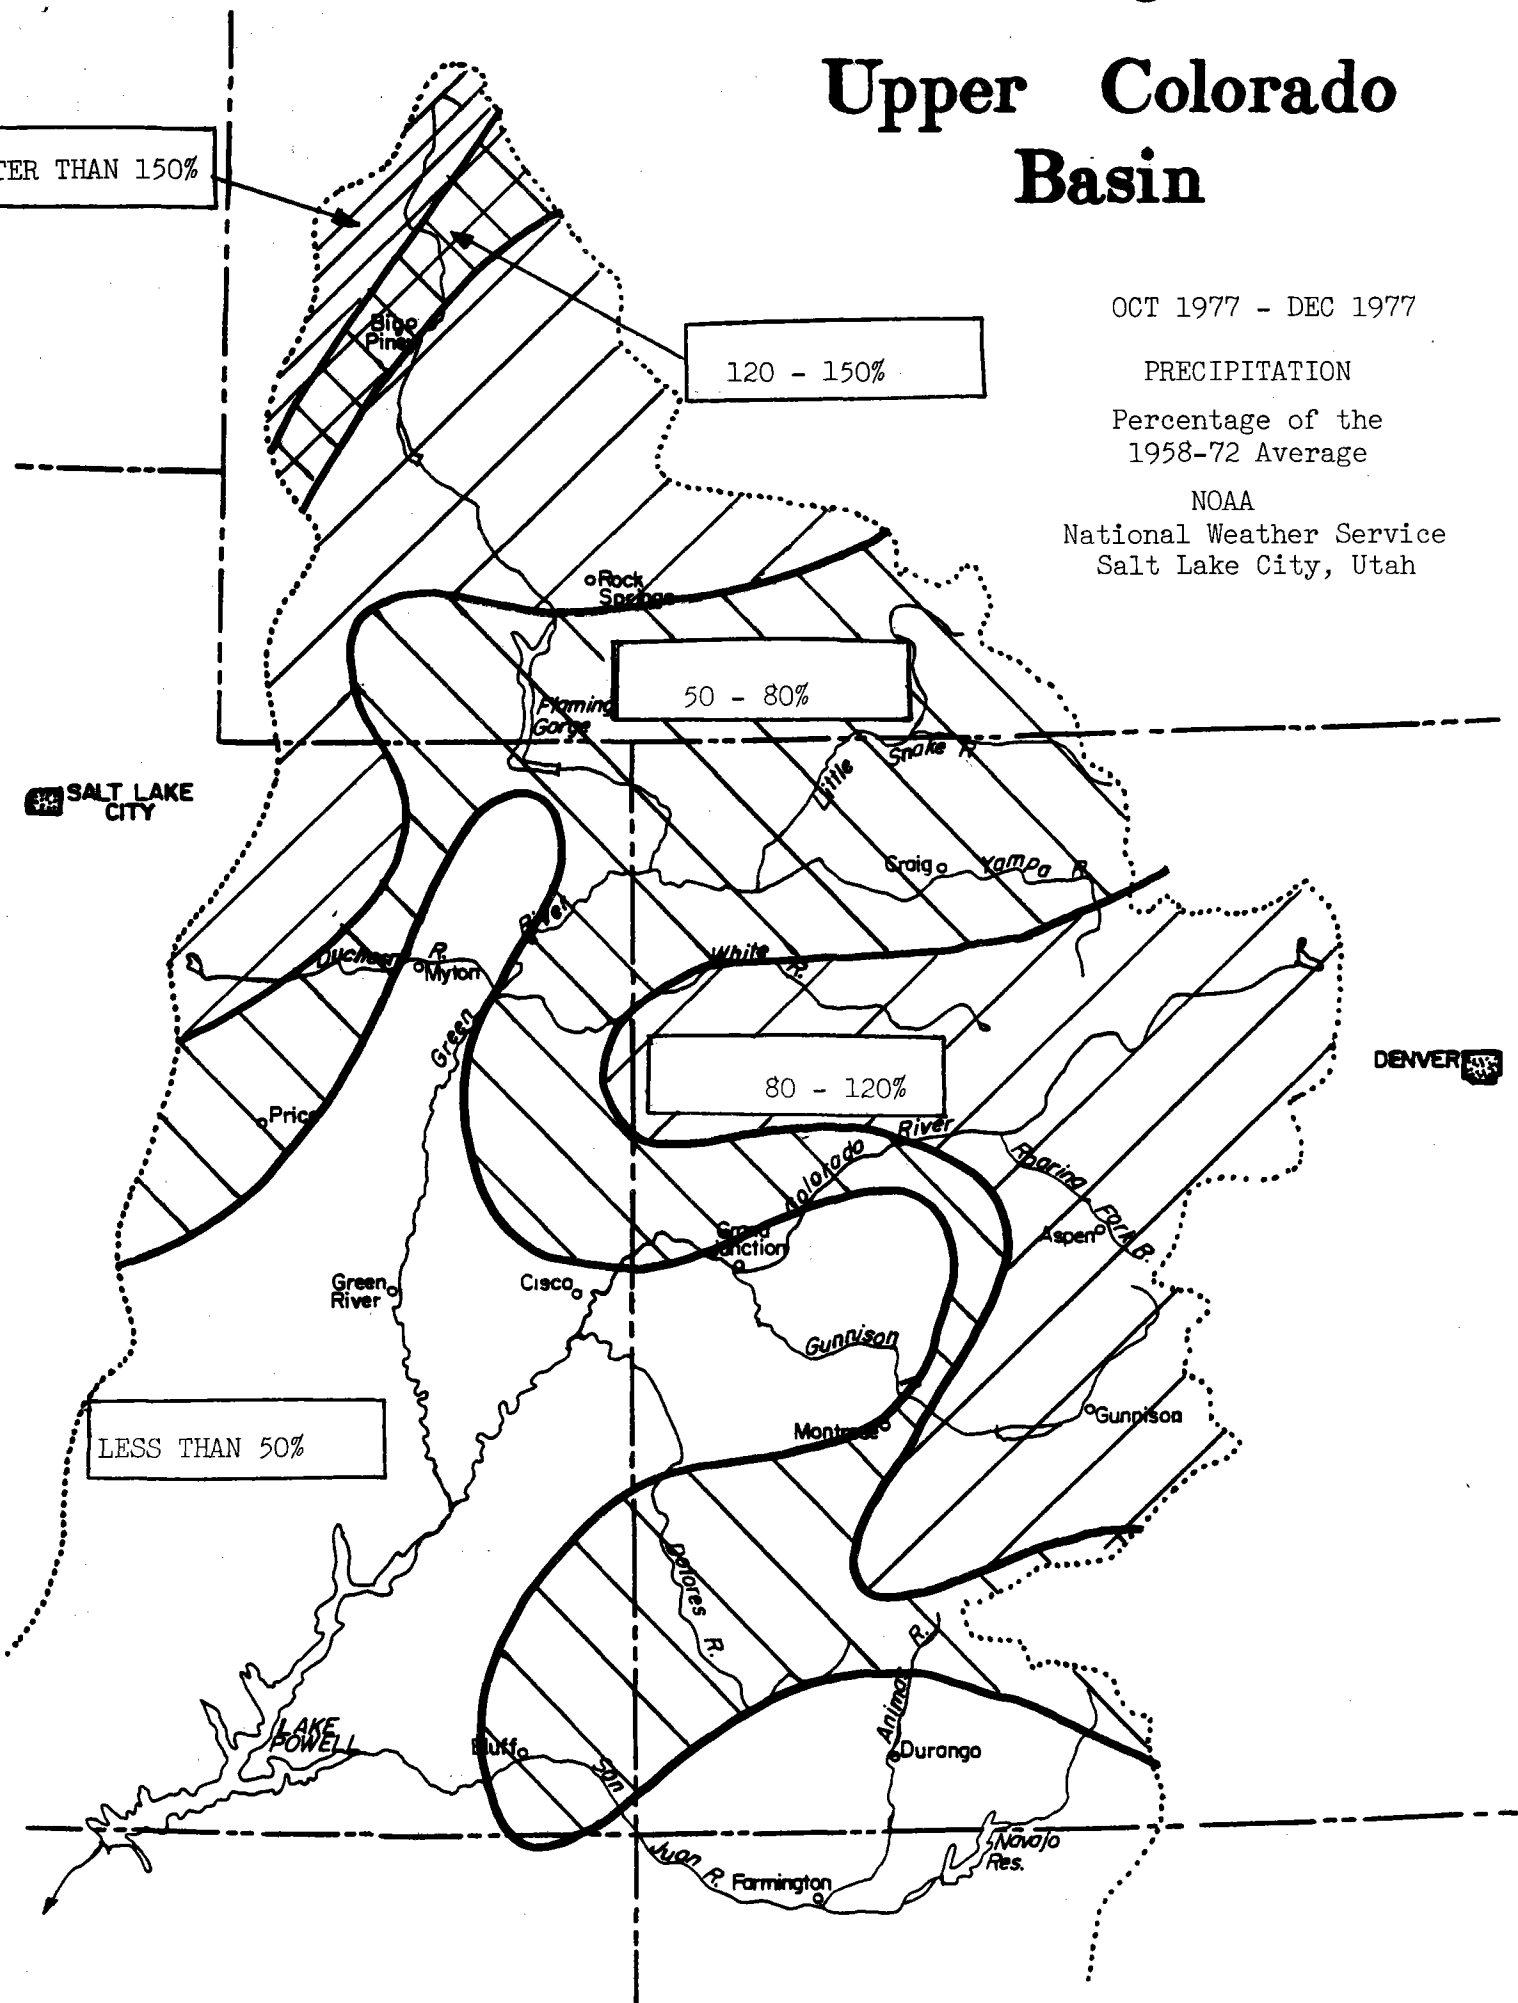 Upper Colorado
Basin
TER THAN 150%
OCT 1977 - DEC 1977
120 - 150%
PRECIPITATION
Percentage of the
1958-72 Average
NOAA
National Weather Service
Salt Lake City, Utah
Big
Piney
Rock
Springs
50 - 80%
Flaming
Gorge
Little
Snake R.
SALT LAKE
CITY
Craig
Yampa R.
River
White R.
Duchesne R.
Myton
Green
DENVER
80 - 120%
Price
River
Colorado
Roaring Fork R.
Grand
Junction
Aspen
Green
River
Cisco
Gunnison
Gunnison
Montrose
LESS THAN 50%
Dolores R.
Animas R.
LAKE
POWELL
Bluff
San
Durango
Juan R.
Navajo
Res.
Farmington